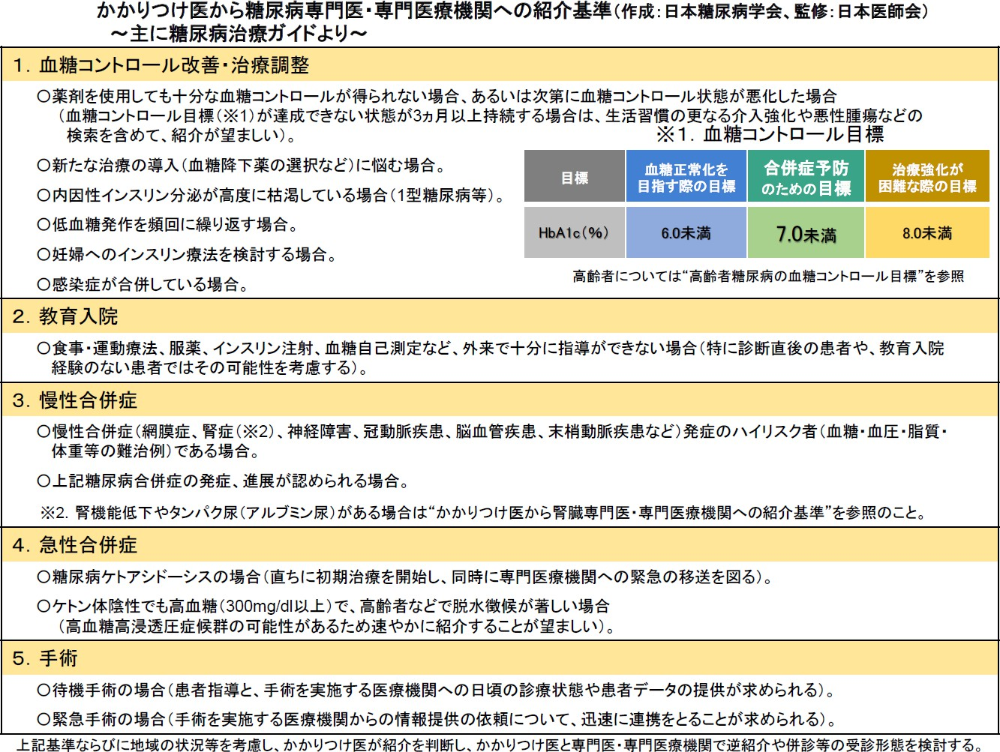 かかりつけ医から糖尿病専門医・専門医療機関への紹介基準（作成：日本糖尿病学会、監修：日本医師会）
～主に糖尿病治療ガイドより～
１．血糖コントロール改善・治療調整
○薬剤を使用しても十分な血糖コントロールが得られない場合、あるいは次第に血糖コントロール状態が悪化した場合
（血糖コントロール目標（※１）が達成できない状態が3ヵ月以上持続する場合は、生活習慣の更なる介入強化や悪性腫瘍などの
検索を含めて、紹介が望ましい）。
○新たな治療の導入（血糖降下薬の選択など）に悩む場合。
○内因性インスリン分泌が高度に枯渇している場合（1型糖尿病等）。
○低血糖発作を頻回に繰り返す場合。
○妊婦へのインスリン療法を検討する場合。
○感染症が合併している場合。
※１．血糖コントロール目標
目標
血糖正常化を
目指す際の目標
合併症予防
のための目標
治療強化が
困難な際の目標
HbA1c（％）
6.0未満
7.0未満
8.0未満
高齢者については“高齢者糖尿病の血糖コントロール目標”を参照
２．教育入院
○食事・運動療法、服薬、インスリン注射、血糖自己測定など、外来で十分に指導ができない場合（特に診断直後の患者や、教育入院
経験のない患者ではその可能性を考慮する）。
３．慢性合併症
○慢性合併症（網膜症、腎症（※2）、神経障害、冠動脈疾患、脳血管疾患、末梢動脈疾患など）発症のハイリスク者（血糖・血圧・脂質・
体重等の難治例）である場合。
○上記糖尿病合併症の発症、進展が認められる場合。
※2．腎機能低下やタンパク尿（アルブミン尿）がある場合は“かかりつけ医から腎臓専門医・専門医療機関への紹介基準”を参照のこと。
４．急性合併症
○糖尿病ケトアシドーシスの場合（直ちに初期治療を開始し、同時に専門医療機関への緊急の移送を図る）。
○ケトン体陰性でも高血糖（300mg/dl以上）で、高齢者などで脱水徴候が著しい場合
（高血糖高浸透圧症候群の可能性があるため速やかに紹介することが望ましい）。
５．手術
○待機手術の場合（患者指導と、手術を実施する医療機関への日頃の診療状態や患者データの提供が求められる）。
○緊急手術の場合（手術を実施する医療機関からの情報提供の依頼について、迅速に連携をとることが求められる）。
上記基準ならびに地域の状況等を考慮し、かかりつけ医が紹介を判断し、かかりつけ医と専門医・専門医療機関で逆紹介や併診等の受診形態を検討する。